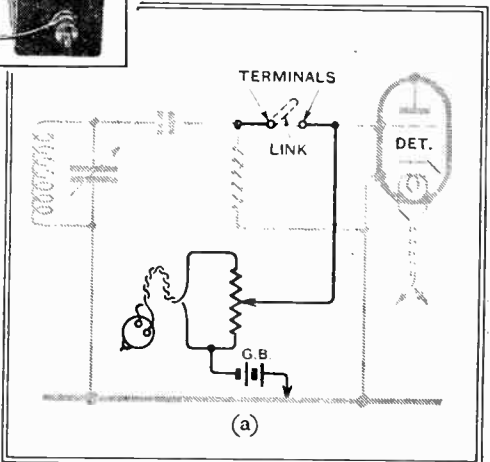 TERMINALS
LINK
DET.
G.B.
(a)